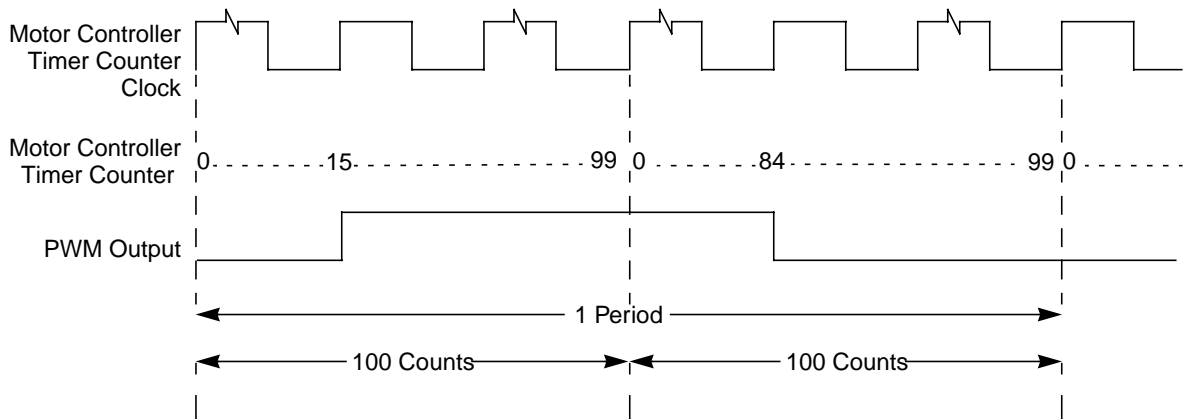 Motor Controller
Timer Counter
Clock
Motor Controller
Timer Counter
0 15 99 0 84 99 0
PWM Output
1 Period
100 Counts 100 Counts